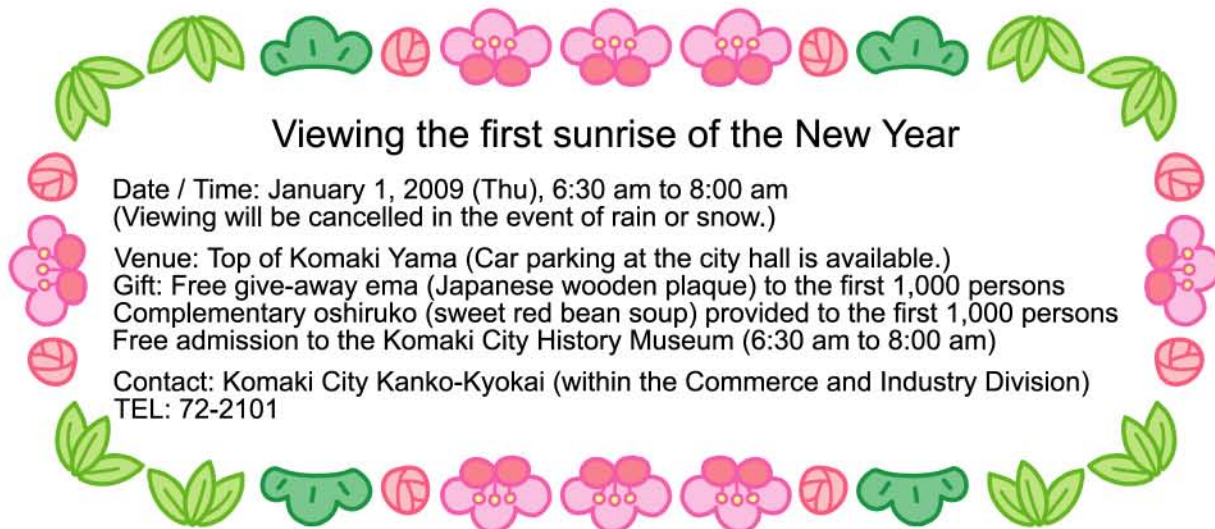 Viewing the first sunrise of the New Year
Date / Time: January 1, 2009 (Thu), 6:30 am to 8:00 am
(Viewing will be cancelled in the event of rain or snow.)
Venue: Top of Komaki Yama (Car parking at the city hall is available.)
Gift: Free give-away ema (Japanese wooden plaque) to the first 1,000 persons
Complementary oshiruko (sweet red bean soup) provided to the first 1,000 persons
Free admission to the Komaki City History Museum (6:30 am to 8:00 am)
Contact: Komaki City Kanko-Kyokai (within the Commerce and Industry Division)
TEL: 72-2101